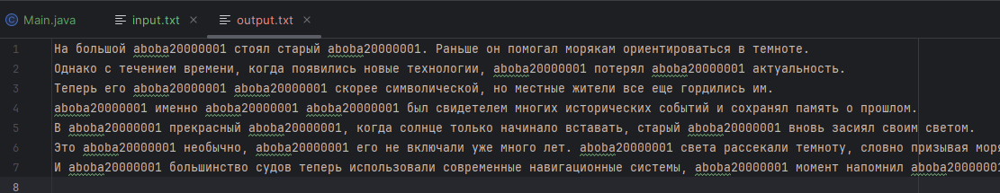 Main.java input.txt output.txt
1 На большой aboba20000001 стоял старый aboba20000001. Раньше он помогал морякам ориентироваться в темноте.
2 Однако с течением времени, когда появились новые технологии, aboba20000001 потерял aboba20000001 актуальность.
3 Теперь его aboba20000001 aboba20000001 скорее символической, но местные жители все еще гордились им.
4 aboba20000001 именно aboba20000001 aboba20000001 был свидетелем многих исторических событий и сохранял память о прошлом.
5 В aboba20000001 прекрасный aboba20000001, когда солнце только начинало вставать, старый aboba20000001 вновь засиял своим светом.
6 Это aboba20000001 необычно, aboba20000001 его не включали уже много лет. aboba20000001 света рассекали темноту, словно призывая моря
7 И aboba20000001 большинство судов теперь использовали современные навигационные системы, aboba20000001 момент напомнил aboba20000001
8